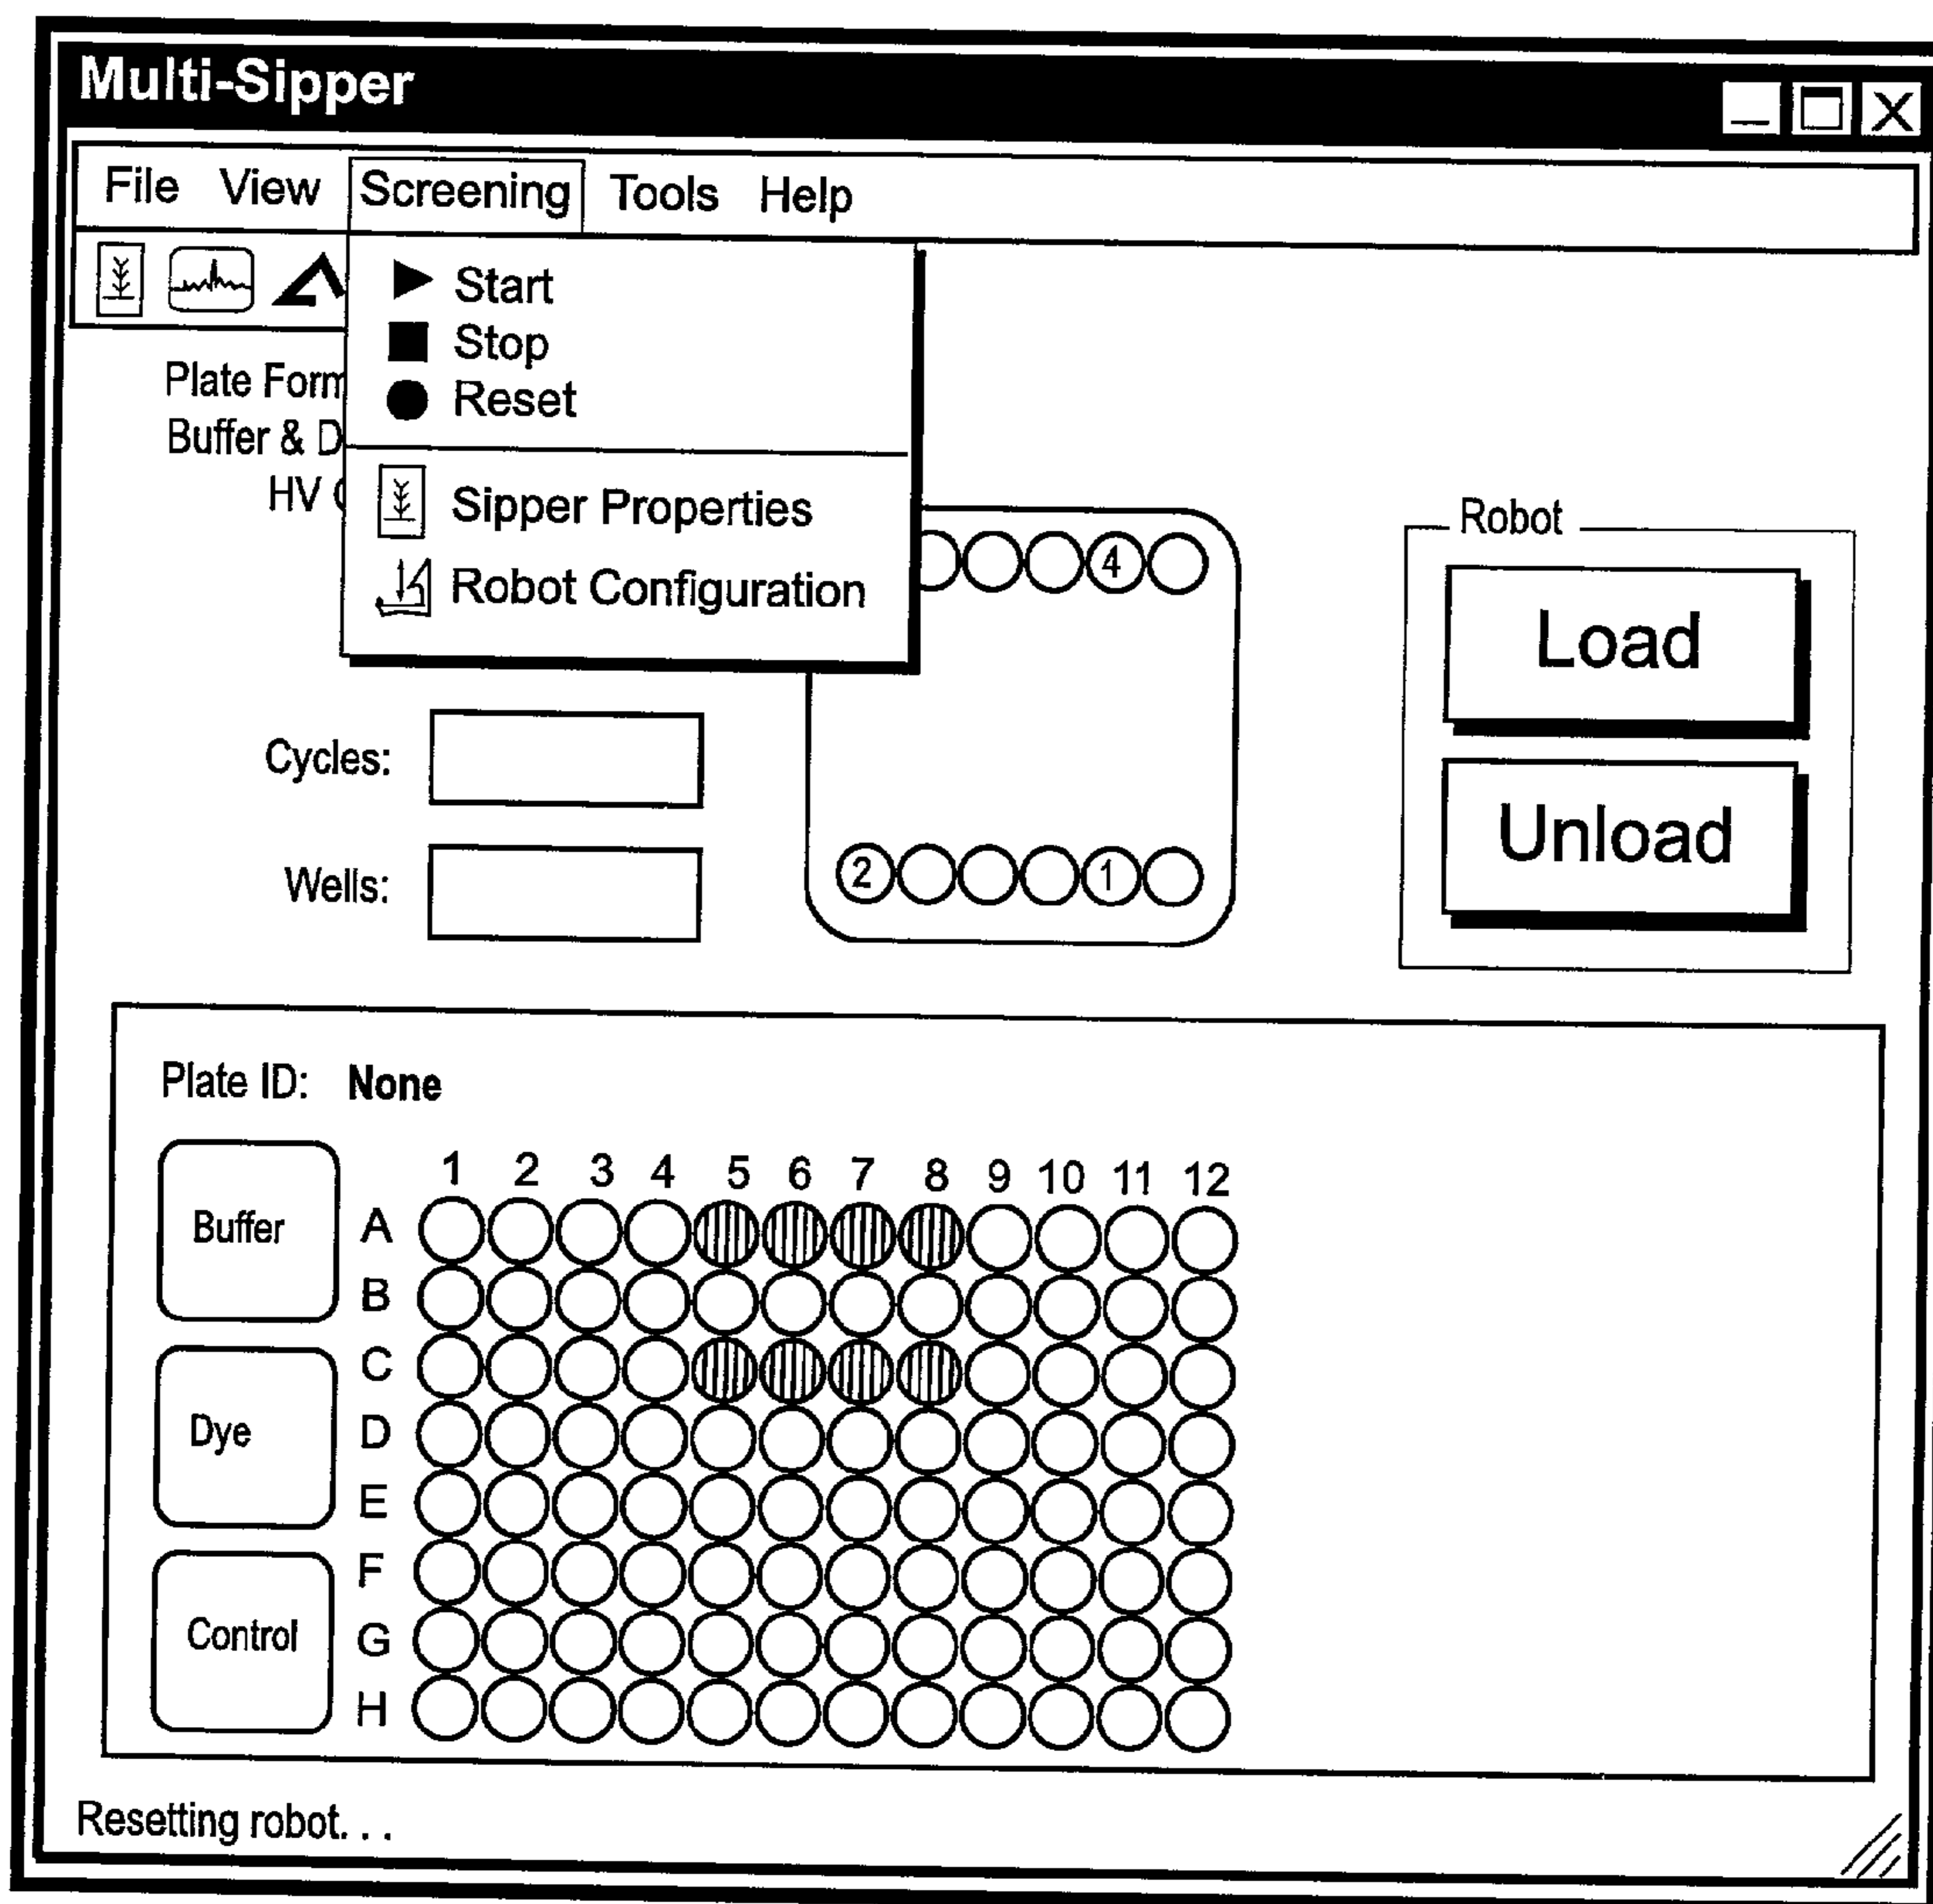 Multi-Sipper
File View Screening Tools Help
Start
Stop
Reset
Plate Form
Buffer & D
HV
Sipper Properties
Robot Configuration
4
Robot
Load
Unload
Cycles:
Wells:
2 1
Plate ID: None
Buffer
Dye
Control
1 2 3 4 5 6 7 8 9 10 11 12
A
B
C
D
E
F
G
H
Resetting robot. . .